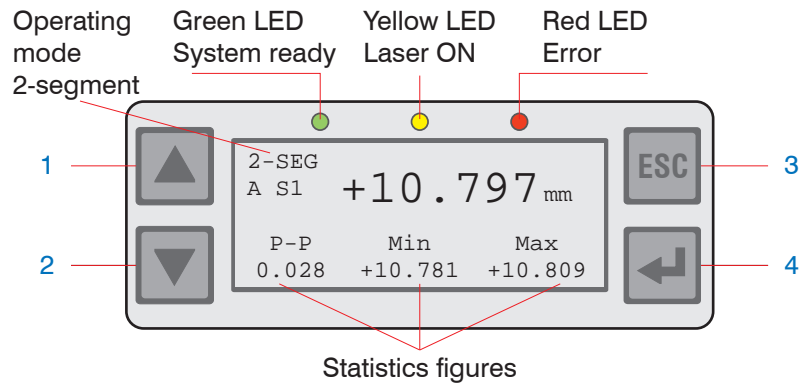 Operating
mode
2-segment
Green LED
System ready
Yellow LED
Laser ON
Red LED
Error
1
2
2-SEG
A S1
+10.797 mm
P-P Min Max
0.028 +10.781 +10.809
ESC
3
4
Statistics figures